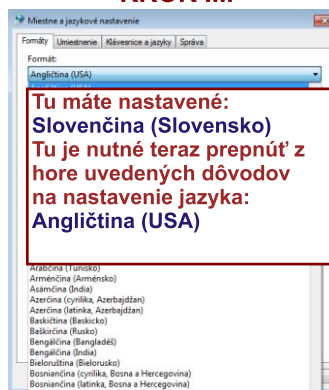 Miestne a jazykové nastavenie
Formáty Umiestnenie Klávesnice a jazyky Správa
Formát:
Angličtina (USA)
Tu máte nastavené:
Slovenčina (Slovensko)
Tu je nutné teraz prepnúť z
hore uvedených dôvodov
na nastavenie jazyka:
Angličtina (USA)
Arabčina (Tunisko)
Arménčina (Arménsko)
Asámčina (India)
Azerčina (cyrilika, Azerbajdžan)
Azerčina (latinka, Azerbajdžan)
Baskičtina (Baskicko)
Baškirčina (Rusko)
Bengálčina (Bangladéš)
Bengálčina (India)
Bieloruština (Bielorusko)
Bosniančina (cyrilika, Bosna a Hercegovina)
Bosniančina (latinka, Bosna a Hercegovina)